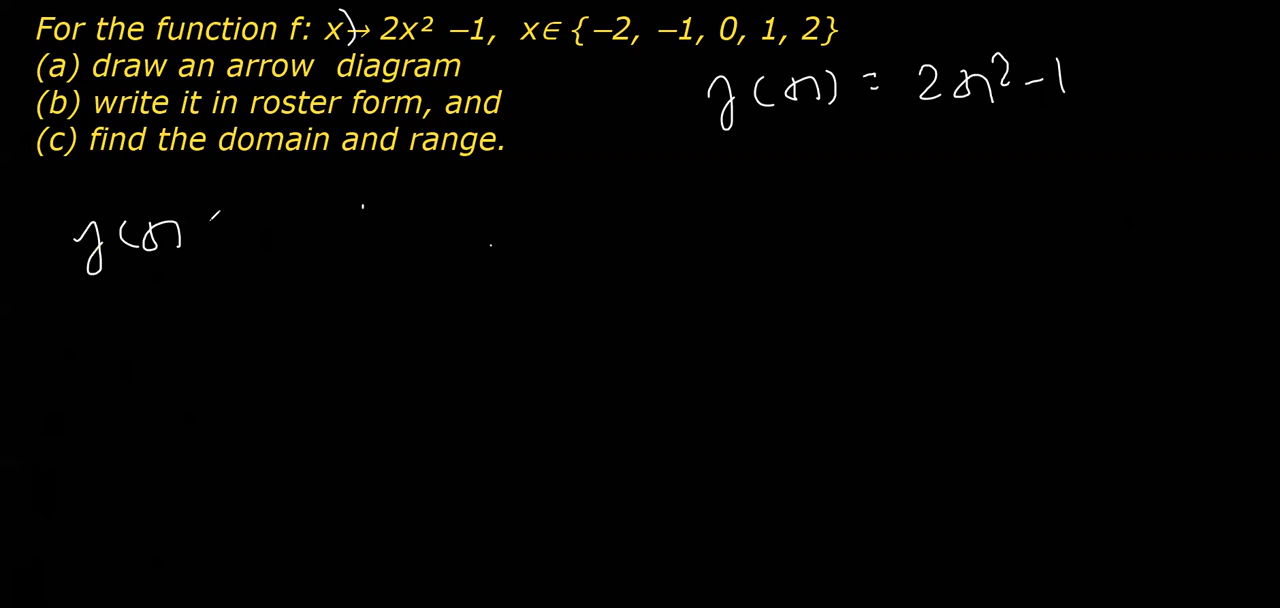 For the function f: x→ 2x² −1, x∈ {−2, −1, 0, 1, 2}
(a) draw an arrow diagram
(b) write it in roster form, and
(c) find the domain and range.
f(x) = 2x²-1
f(x)